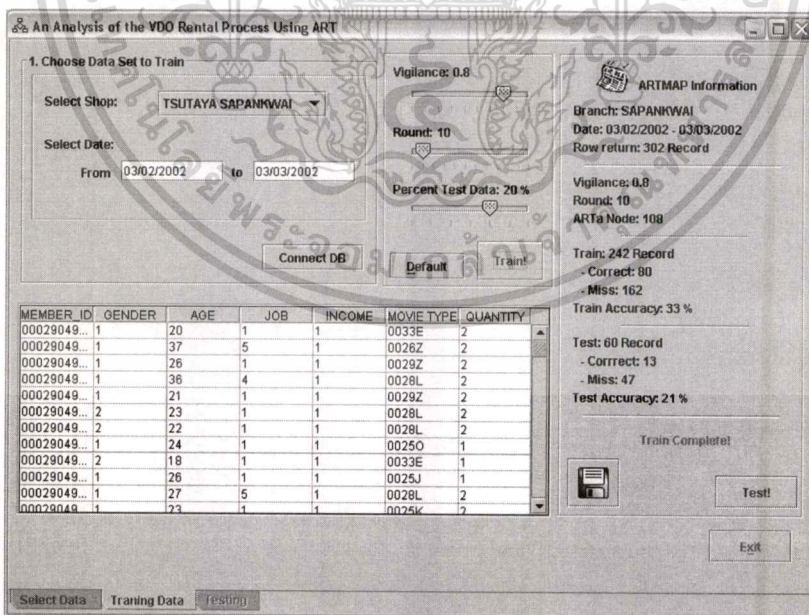 An Analysis of the VDO Rental Process Using ART
1. Choose Data Set to Train
Select Shop: TSUTAYA SAPANKWAI
Select Date:
From 03/02/2002 to 03/03/2002
Connect DB
Vigilance: 0.8
Round: 10
Percent Test Data: 20 %
Default Train!
ARTMAP Information
Branch: SAPANKWAI
Date: 03/02/2002 - 03/03/2002
Row return: 302 Record
Vigilance: 0.8
Round: 10
ARTa Node: 108
Train: 242 Record
- Correct: 80
- Miss: 162
Train Accuracy: 33 %
Test: 60 Record
- Corrrect: 13
- Miss: 47
Test Accuracy: 21 %
Train Complete!
Test!
Exit
MEMBER_ID GENDER AGE JOB INCOME MOVIE TYPE QUANTITY
00029049... 1 20 1 1 0033E 2
00029049... 1 37 5 1 0026Z 2
00029049... 1 26 1 1 0029Z 2
00029049... 1 36 4 1 0028L 2
00029049... 1 21 1 1 0029Z 2
00029049... 2 23 1 1 0028L 2
00029049... 2 22 1 1 0028L 2
00029049... 1 24 1 1 0025O 1
00029049... 2 18 1 1 0033E 1
00029049... 1 26 1 1 0025J 1
00029049... 1 27 5 1 0028L 2
00029049... 1 23 1 1 0025K 2
Select Data Traning Data Testing